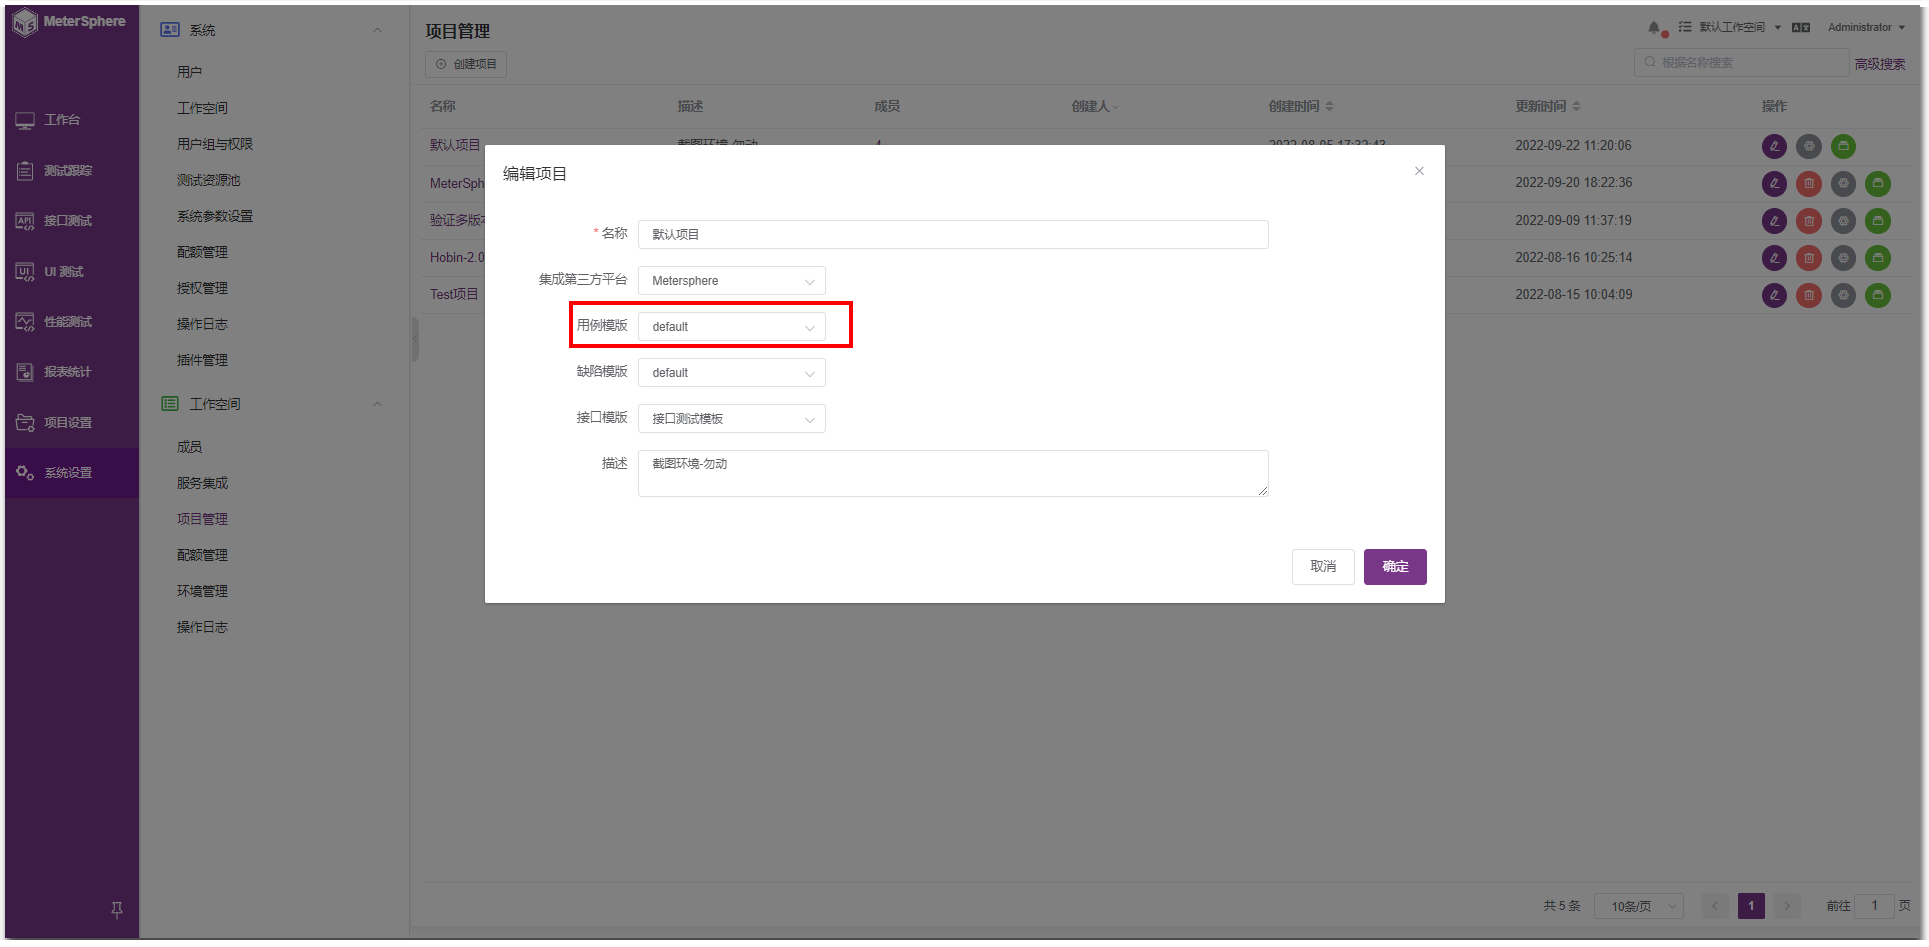 MeterSphere
工作台
测试跟踪
接口测试
UI 测试
性能测试
报表统计
项目设置
系统设置
系统
用户
工作空间
用户组与权限
测试资源池
系统参数设置
配额管理
授权管理
操作日志
插件管理
工作空间
成员
服务集成
项目管理
配额管理
环境管理
操作日志
项目管理
默认工作空间
Administrator
创建项目
根据名称搜索
高级搜索
名称 描述 成员 创建人 创建时间 更新时间 操作
默认项目 截图环境-勿动 4 2022-08-05 17:32:43 2022-09-22 11:20:06
MeterSph 2022-09-20 18:22:36
验证多版本 2022-09-09 11:37:19
Hobin-2.0 2022-08-16 10:25:14
Test项目 2022-08-15 10:04:09
编辑项目
* 名称 默认项目
集成第三方平台 Metersphere
用例模版 default
缺陷模版 default
接口模版 接口测试模板
描述 截图环境-勿动
取消 确定
共 5 条 10条/页 1 前往 1 页